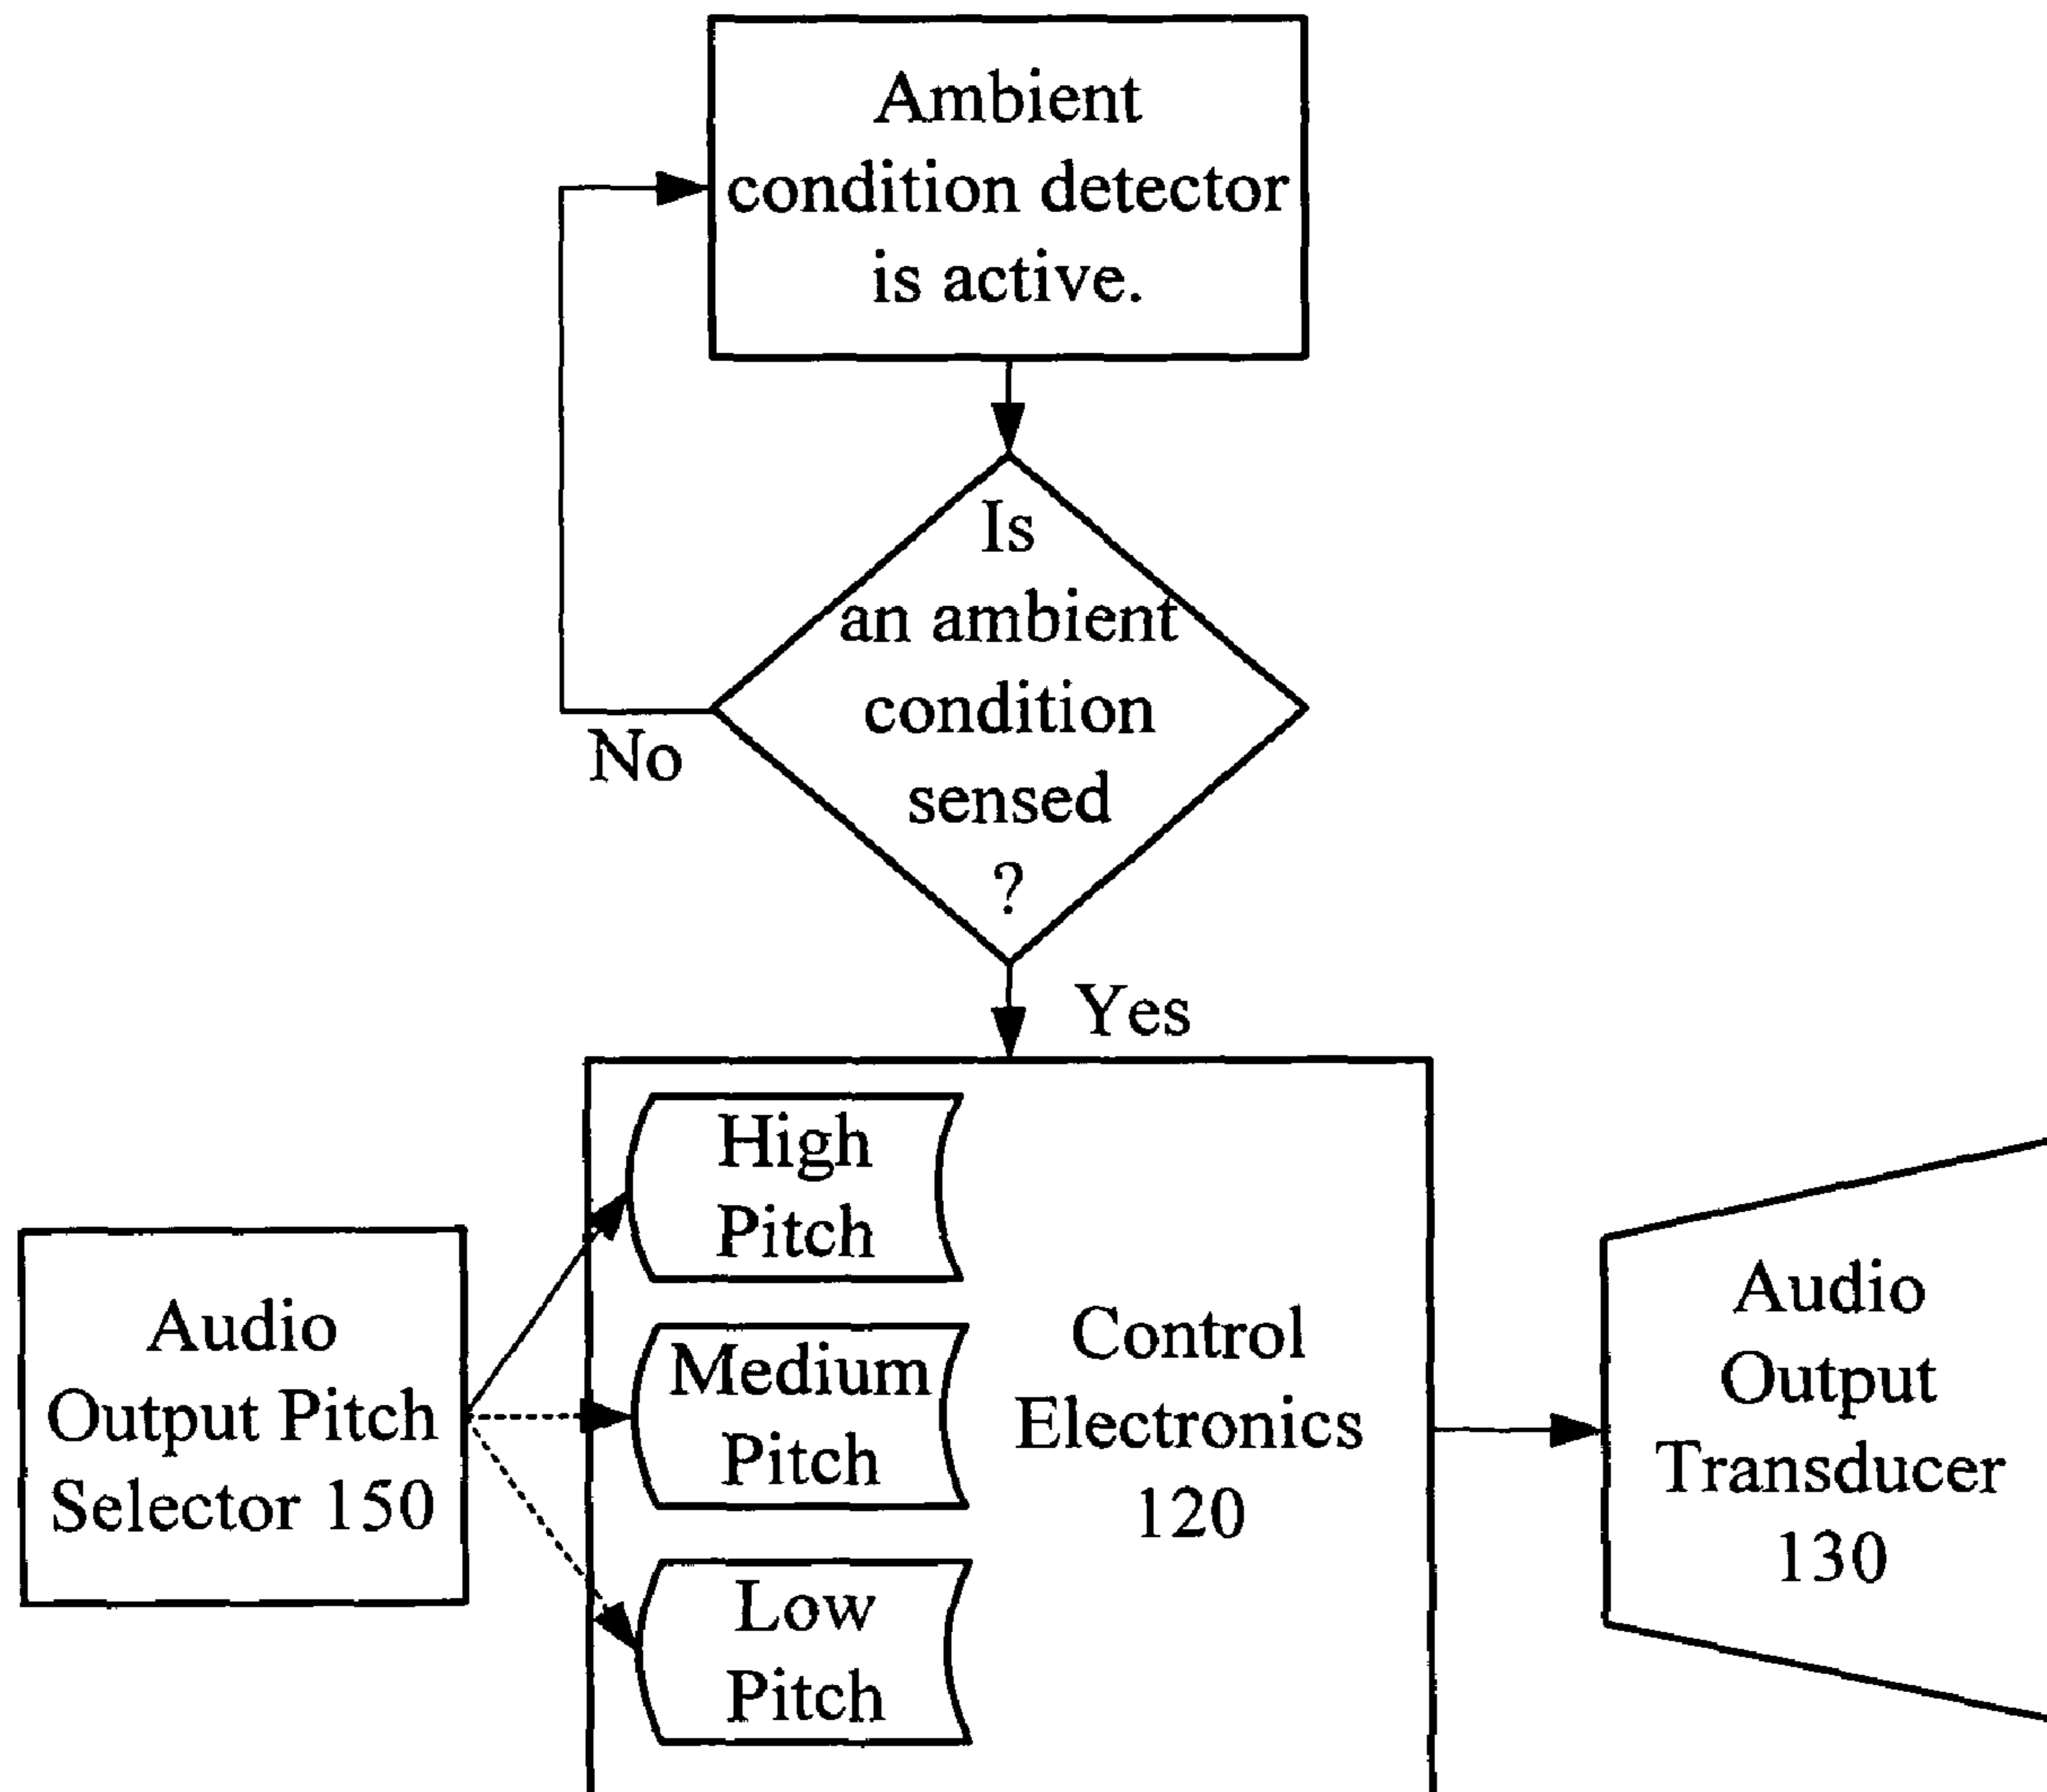 Ambient
condition detector
is active.
Is
an ambient
condition
sensed
?
No
Yes
High
Pitch
Medium
Pitch
Low
Pitch
Control
Electronics
120
Audio
Output Pitch
Selector 150
Audio
Output
Transducer
130